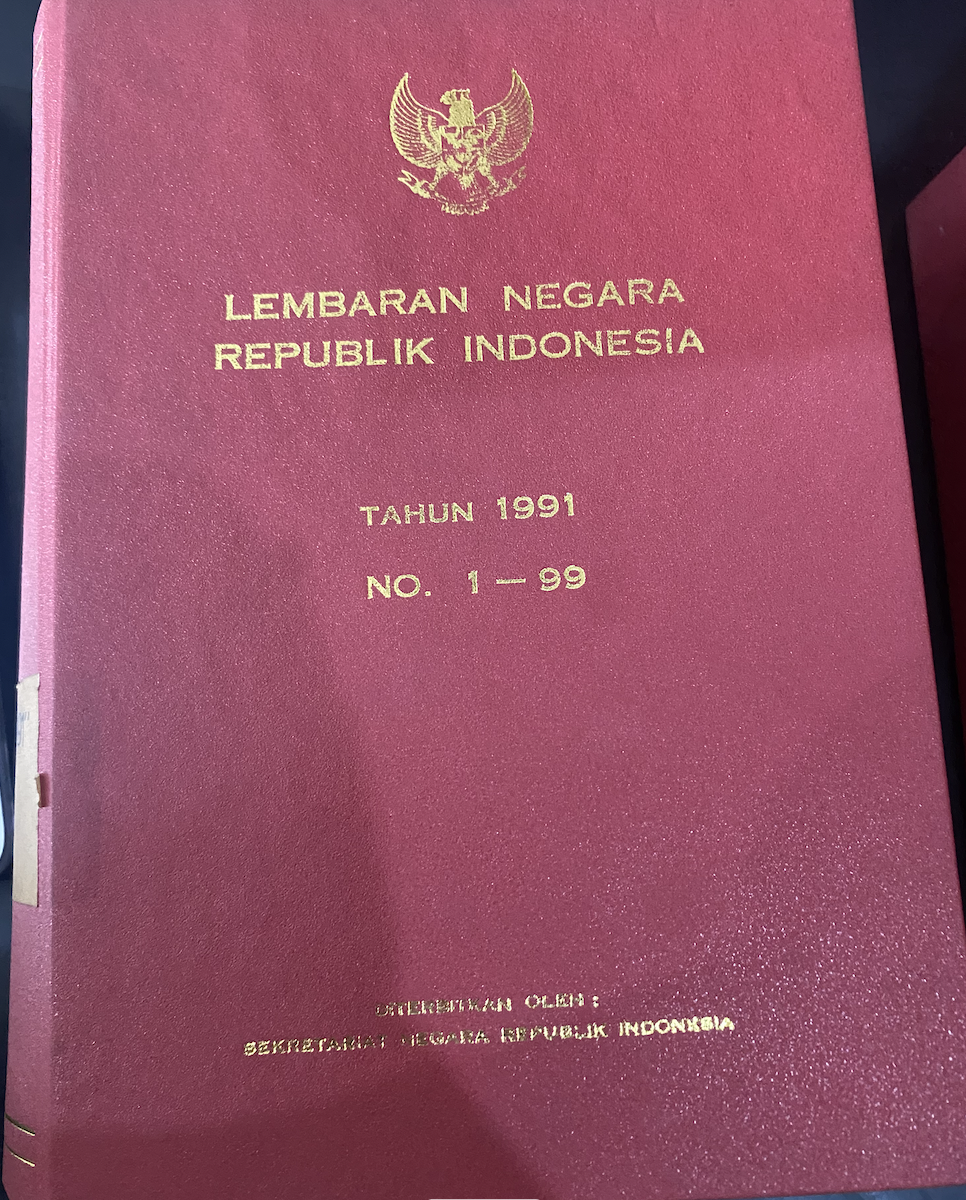 LEMBARAN NEGARA
REPUBLIK INDONESIA
TAHUN 1991
NO. 1 — 99
DITERBITKAN OLEH :
SEKRETARIAT NEGARA REPUBLIK INDONESIA